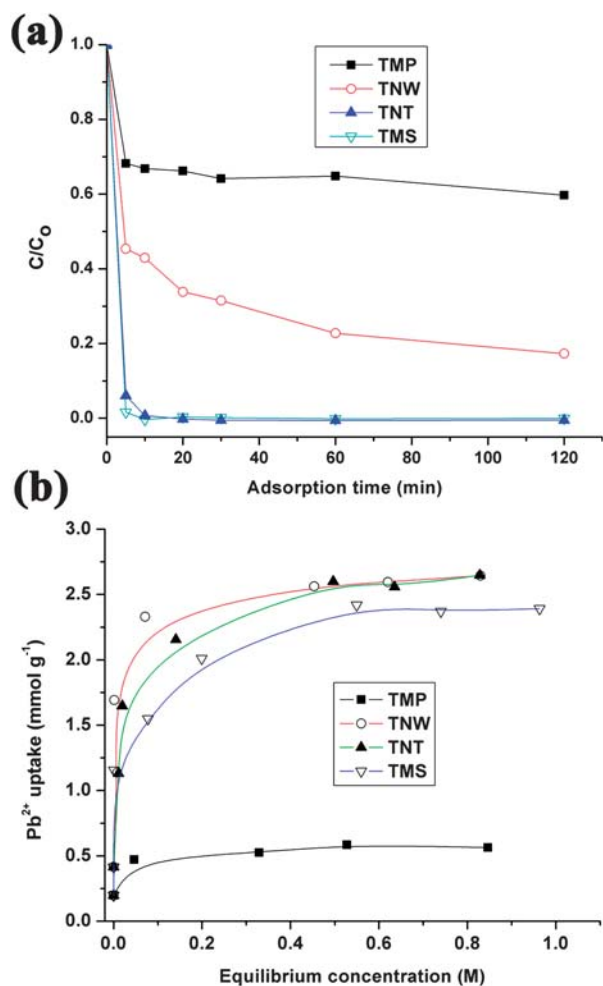 (a)
1.0
0.8
0.6
0.4
0.2
0.0
C/C₀
TMP
TNW
TNT
TMS
0 20 40 60 80 100 120
Adsorption time (min)
(b)
3.0
2.5
2.0
1.5
1.0
0.5
0.0
Pb²⁺ uptake (mmol g⁻¹)
TMP
TNW
TNT
TMS
0.0 0.2 0.4 0.6 0.8 1.0
Equilibrium concentration (M)